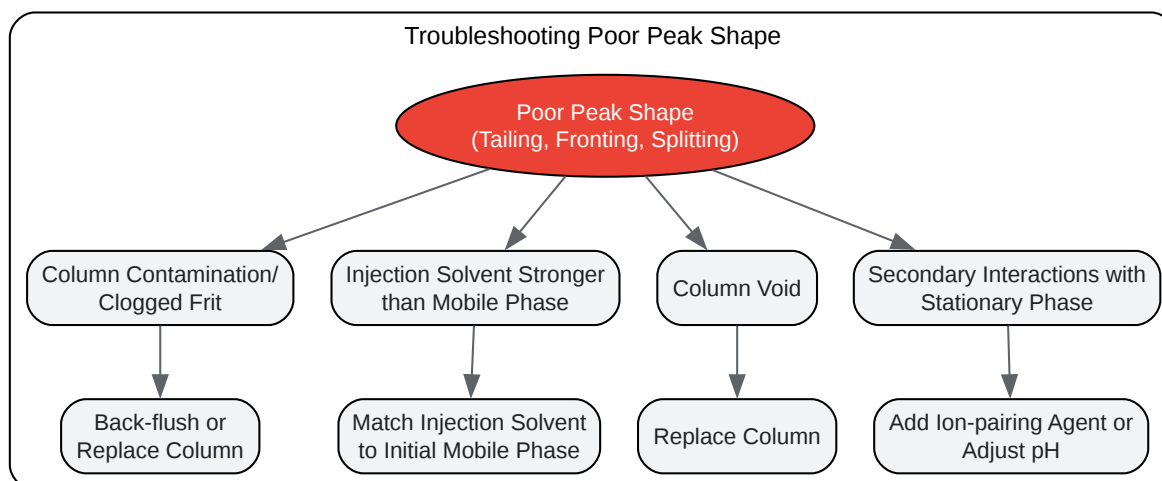 Troubleshooting Poor Peak Shape
Poor Peak Shape
(Tailing, Fronting, Splitting)
Column Contamination/
Clogged Frit
Injection Solvent Stronger
than Mobile Phase
Column Void
Secondary Interactions with
Stationary Phase
Back-flush or
Replace Column
Match Injection Solvent
to Initial Mobile Phase
Replace Column
Add Ion-pairing Agent or
Adjust pH